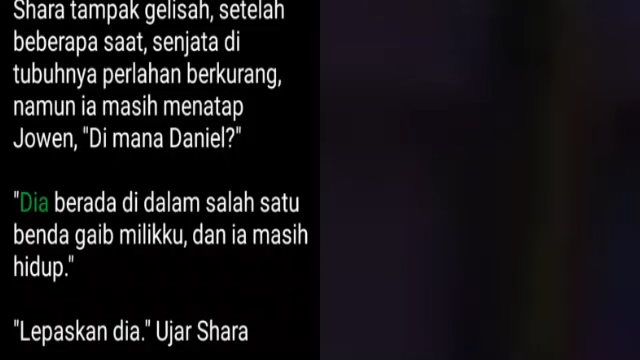 Shara tampak gelisah, setelah
beberapa saat, senjata di
tubuhnya perlahan berkurang,
namun ia masih menatap
Jowen, "Di mana Daniel?"
"Dia berada di dalam salah satu
benda gaib milikku, dan ia masih
hidup."
"Lepaskan dia." Ujar Shara